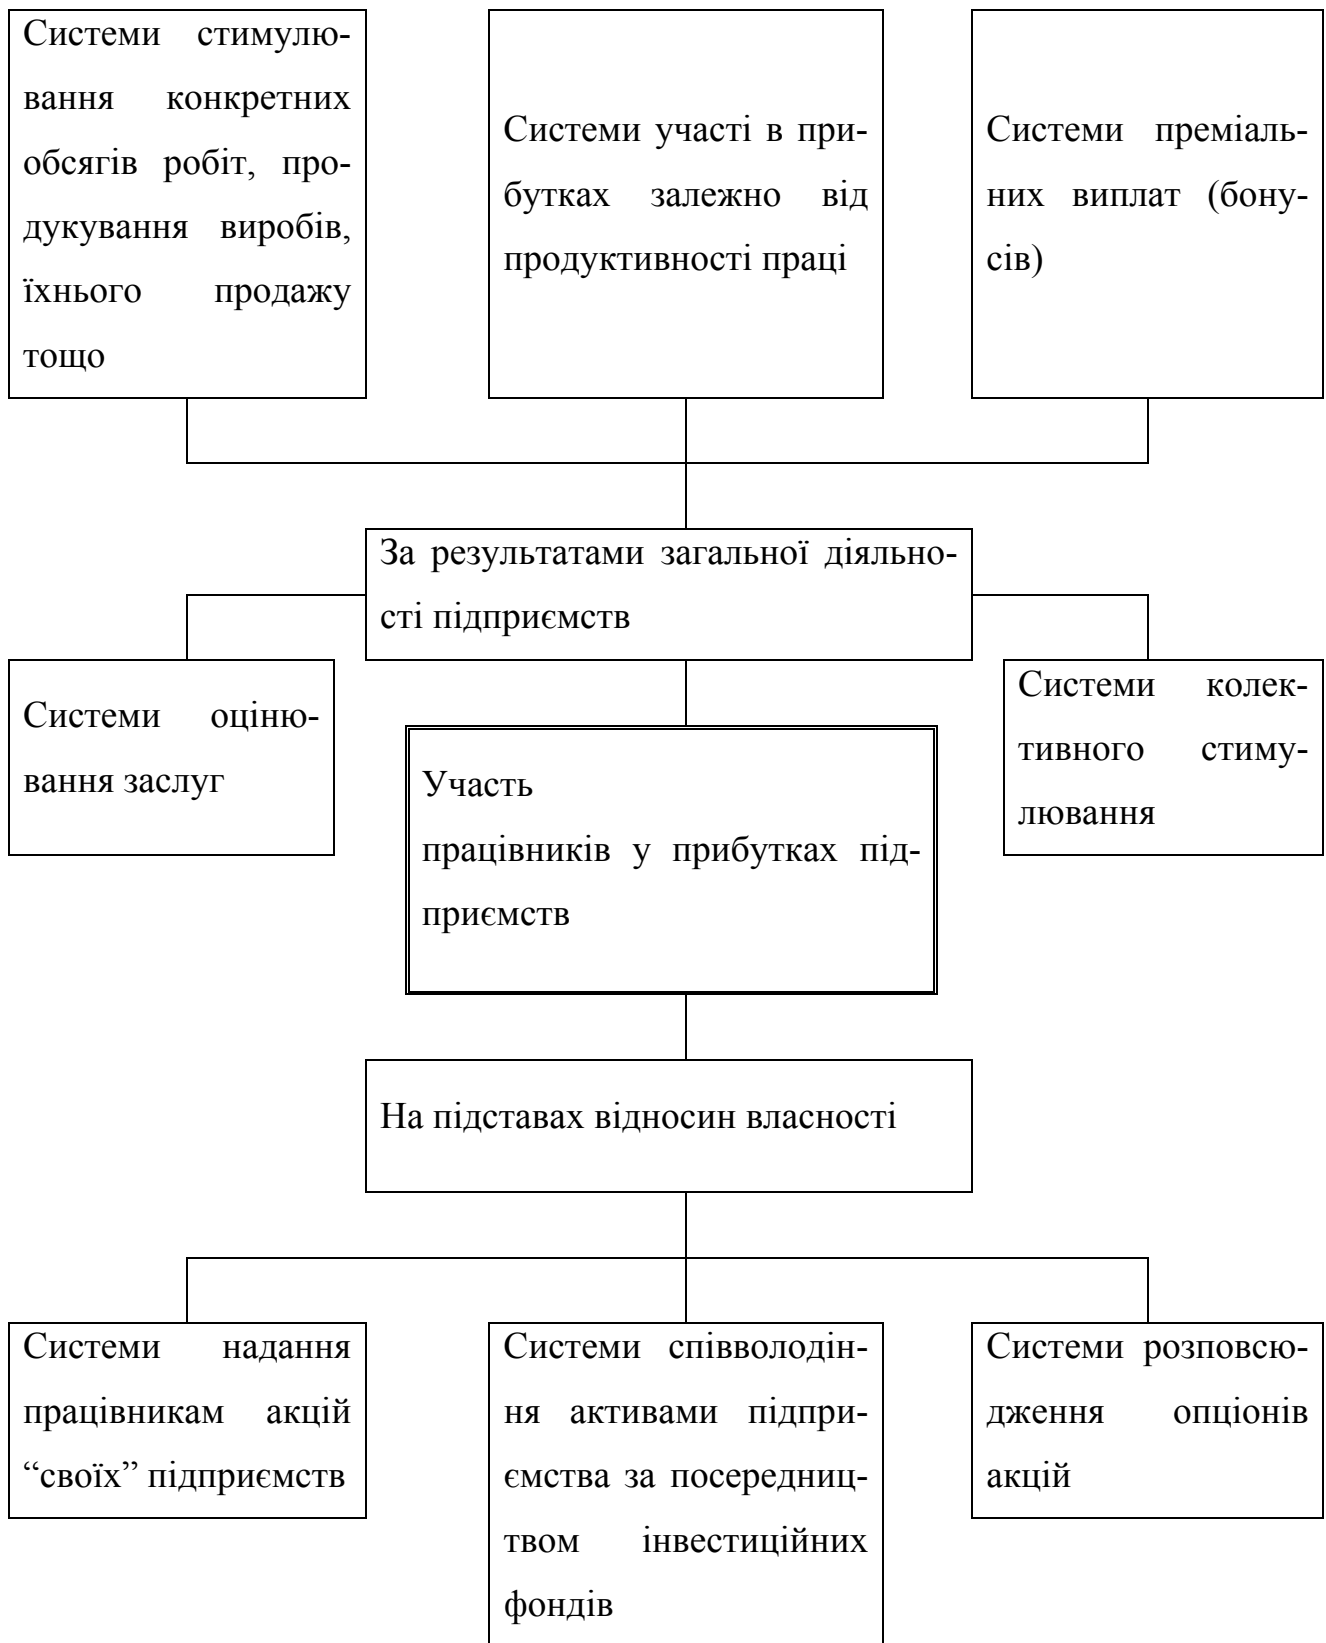 Системи стимулю-
вання конкретних
обсягів робіт, про-
дукування виробів,
їхнього продажу
тощо
Системи участі в при-
бутках залежно від
продуктивності праці
Системи преміаль-
них виплат (бону-
сів)
За результатами загальної діяльно-
сті підприємств
Системи оціню-
вання заслуг
Системи колек-
тивного стиму-
лювання
Участь
працівників у прибутках під-
приємств
На підставах відносин власності
Системи надання
працівникам акцій
“своїх” підприємств
Системи співволодін-
ня активами підпри-
ємства за посередниц-
твом інвестиційних
фондів
Системи розповсю-
дження опціонів
акцій